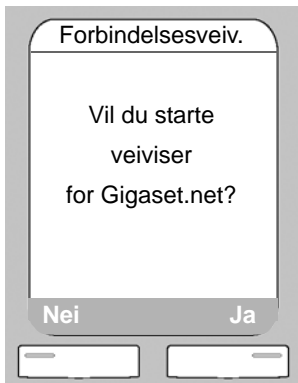 Forbindelsesveiv.
Vil du starte
veiviser
for Gigaset.net?
Nei Ja